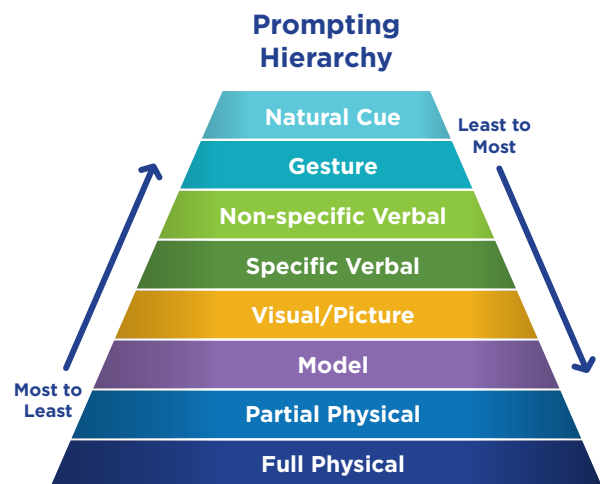 Prompting
Hierarchy
Natural Cue
Least to
Most
Gesture
Non-specific Verbal
Specific Verbal
Visual/Picture
Model
Most to
Least
Partial Physical
Full Physical